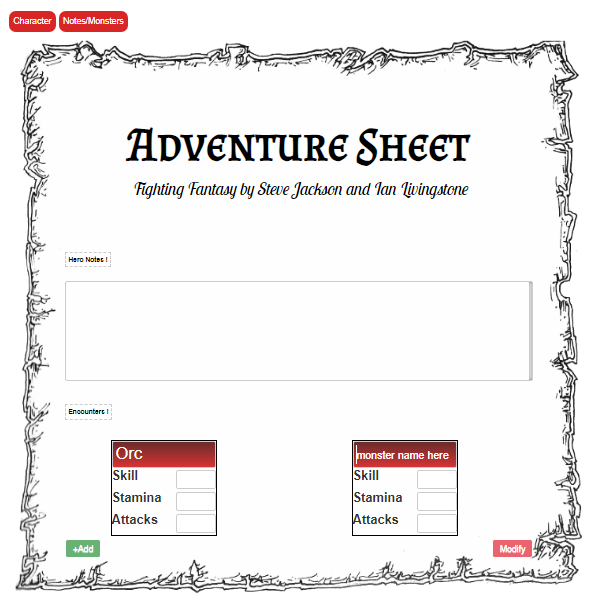 Character Notes/Monsters
Adventure Sheet
Fighting Fantasy by Steve Jackson and Ian Livingstone
Hero Notes !
Encounters !
Orc
Skill
Stamina
Attacks
monster name here
Skill
Stamina
Attacks
+Add
Modify